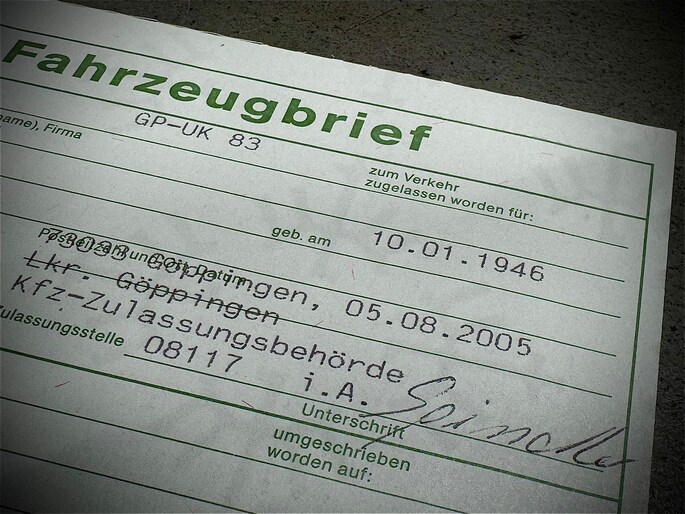 Fahrzeugbrief
GP-UK 83
name), Firma
zum Verkehr
zugelassen worden für:
geb. am 10.01.1946
73033 Göppingen, 05.08.2005
Lkr. Göppingen
Kfz-Zulassungsbehörde
Zulassungsstelle 08117 i.A.
Unterschrift
umgeschrieben
worden auf: